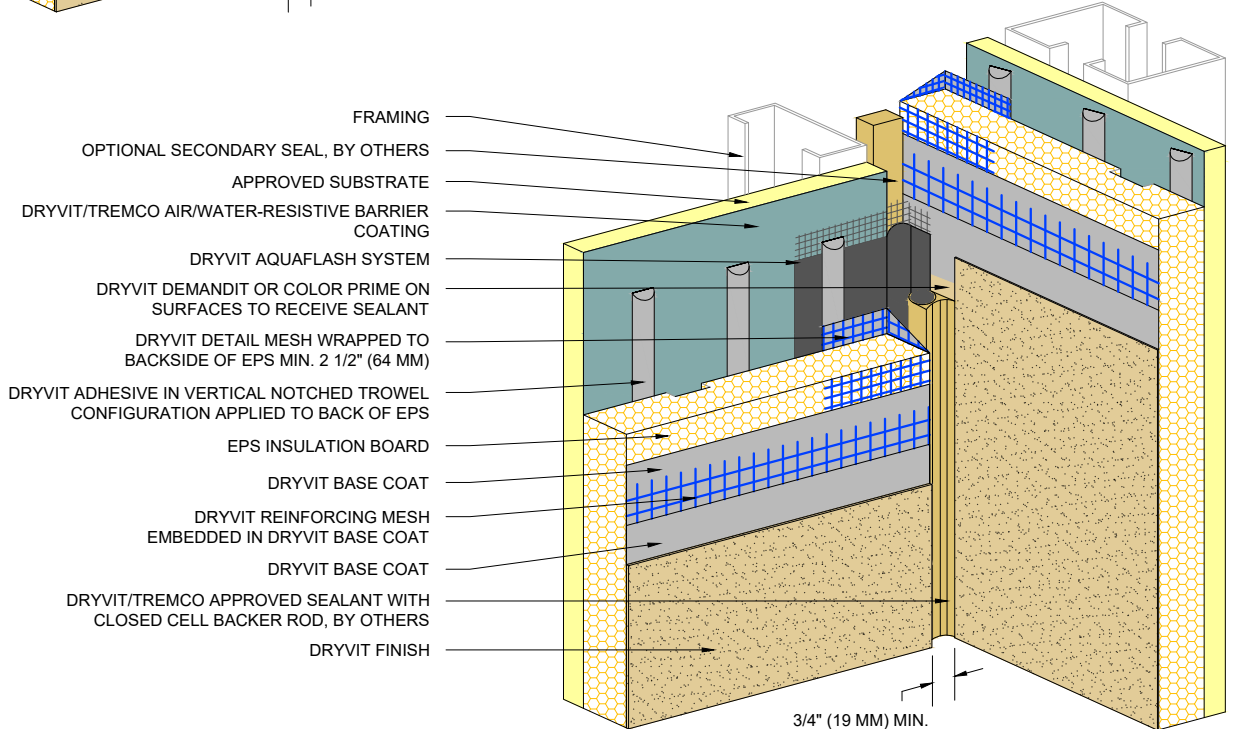 FRAMING
OPTIONAL SECONDARY SEAL, BY OTHERS
APPROVED SUBSTRATE
DRYVIT/TREMCO AIR/WATER-RESISTIVE BARRIER
COATING
DRYVIT AQUAFLASH SYSTEM
DRYVIT DEMANDIT OR COLOR PRIME ON
SURFACES TO RECEIVE SEALANT
DRYVIT DETAIL MESH WRAPPED TO
BACKSIDE OF EPS MIN. 2 1/2" (64 MM)
DRYVIT ADHESIVE IN VERTICAL NOTCHED TROWEL
CONFIGURATION APPLIED TO BACK OF EPS
EPS INSULATION BOARD
DRYVIT BASE COAT
DRYVIT REINFORCING MESH
EMBEDDED IN DRYVIT BASE COAT
DRYVIT BASE COAT
DRYVIT/TREMCO APPROVED SEALANT WITH
CLOSED CELL BACKER ROD, BY OTHERS
DRYVIT FINISH
3/4" (19 MM) MIN.